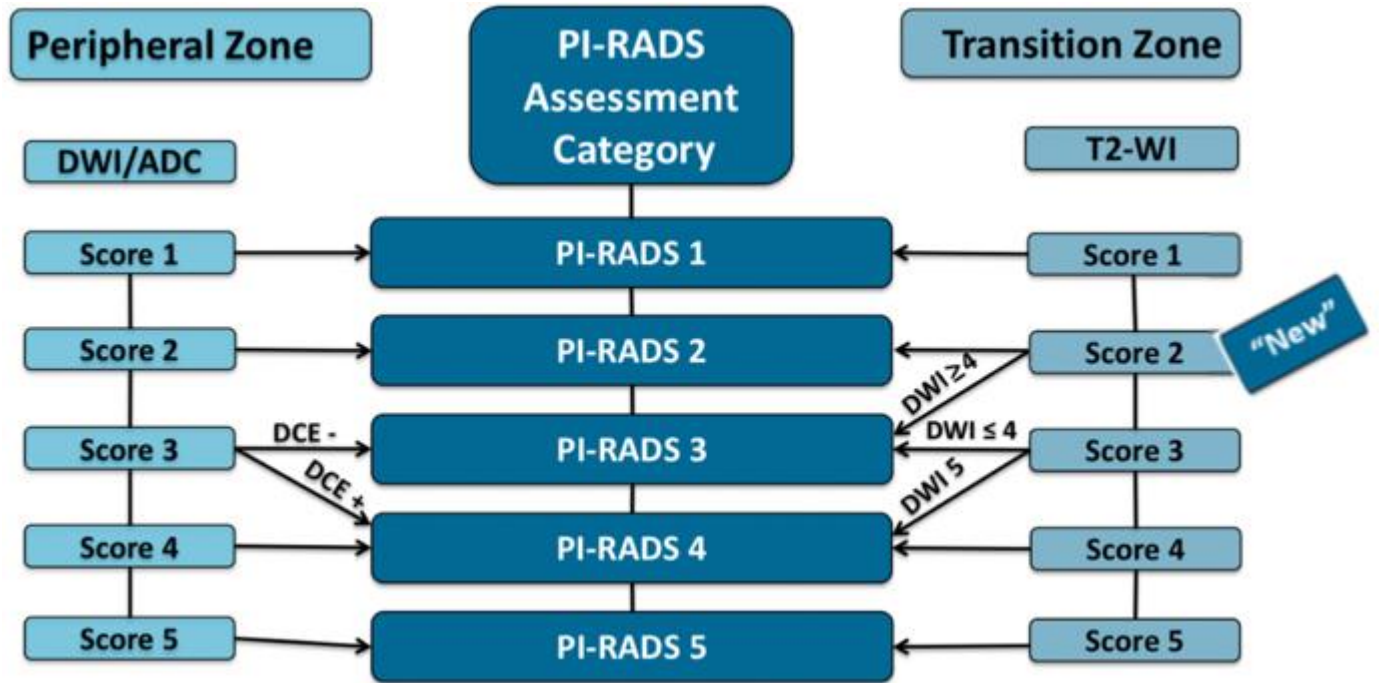 Peripheral Zone
PI-RADS
Assessment
Category
Transition Zone
DWI/ADC
T2-WI
Score 1
PI-RADS 1
Score 1
Score 2
PI-RADS 2
Score 2
"New"
DWI ≥4
Score 3
DCE -
DCE +
PI-RADS 3
DWI ≤ 4
DWI 5
Score 3
Score 4
PI-RADS 4
Score 4
Score 5
PI-RADS 5
Score 5